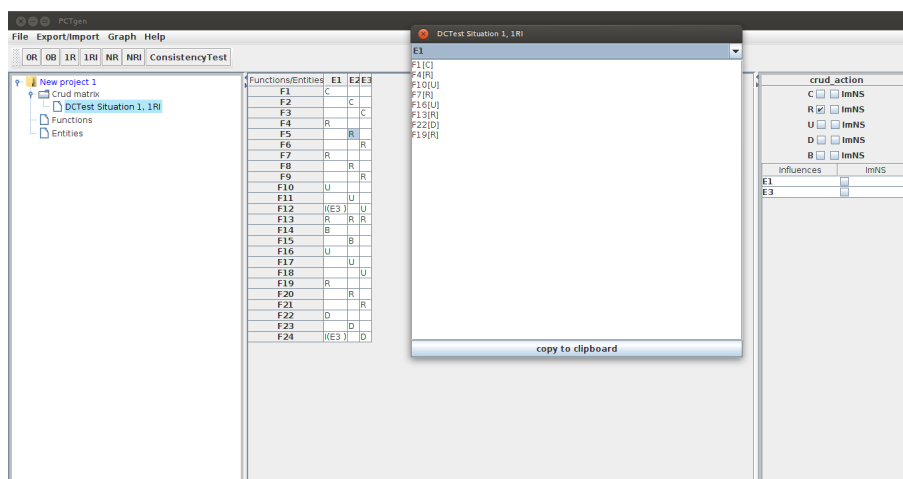 PCTgen
File Export/Import Graph Help
0R 0B 1R 1RI NR NRI ConsistencyTest
New project 1
Crud matrix
DCTest Situation 1, 1RI
Functions
Entities
Functions/Entities E1 E2 E3
F1 C
F2 C
F3 C
F4 R
F5 R
F6 R
F7 R
F8 R
F9 R
F10 U
F11 U
F12 I(E3 ) U
F13 R R R
F14 B
F15 B
F16 U
F17 U
F18 U
F19 R
F20 R
F21 R
F22 D
F23 D
F24 I(E3 ) D
DCTest Situation 1, 1RI
E1
F1[C]
F4[R]
F10[U]
F7[R]
F16[U]
F13[R]
F22[D]
F19[R]
copy to clipboard
crud_action
C ImNS
R ImNS
U ImNS
D ImNS
B ImNS
Influences ImNS
E1
E3